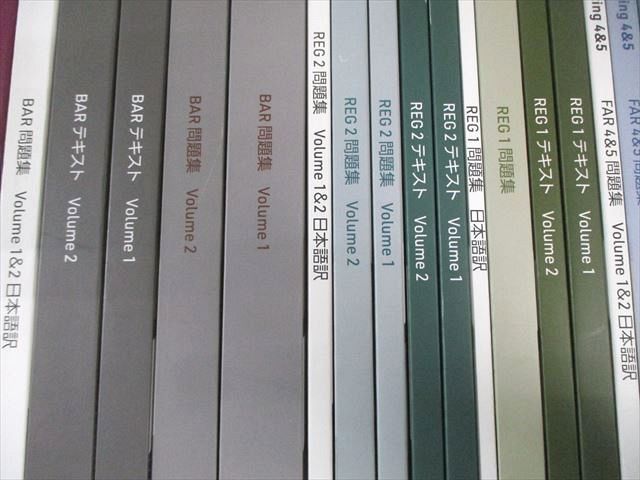 BAR 問題集 Volume 1&2 日本語訳
BAR テキスト Volume 2
BAR テキスト Volume 1
BAR 問題集 Volume 2
BAR 問題集 Volume 1
REG 2 問題集 Volume 1&2 日本語訳
REG 2 問題集 Volume 2
REG 2 問題集 Volume 1
REG 2 テキスト Volume 2
REG 2 テキスト Volume 1
REG 1 問題集 日本語訳
REG 1 問題集
REG 1 テキスト Volume 2
REG 1 テキスト Volume 1
ing 4&5 FAR 4&5 問題集 Volume 1&2 日本語訳
ing 4&5 FAR 4&5 問題集